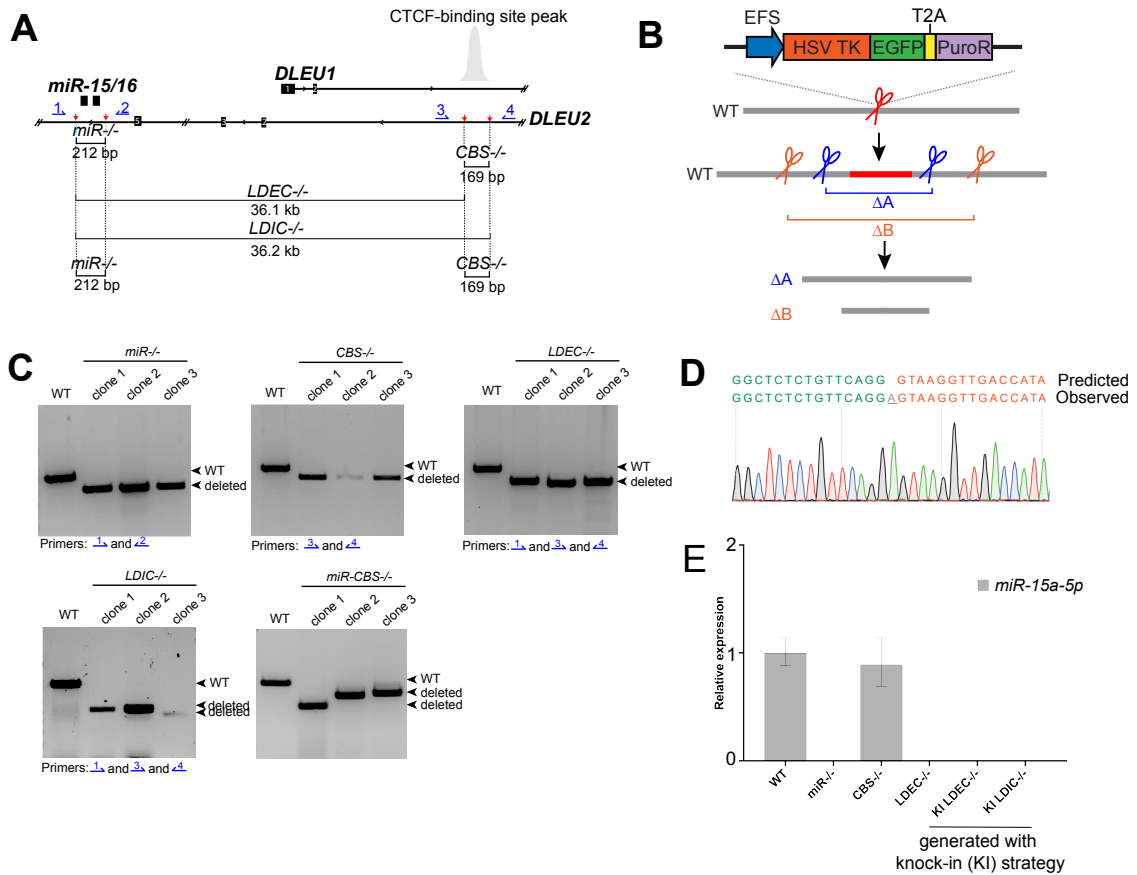 A
CTCF-binding site peak
DLEU1
miR-15/16
1
1
2
3
4
DLEU2
5
miR-/-
212 bp
CBS-/-
169 bp
LDEC-/-
36.1 kb
LDIC-/-
36.2 kb
miR-/-
212 bp
CBS-/-
169 bp
B
T2A
EFS
HSV TK
EGFP
PuroR
WT
WT
ΔA
ΔB
ΔA
ΔB
C
miR-/-
WT
clone 1
clone 2
clone 3
WT
deleted
Primers: 1 and 2
CBS-/-
WT
clone 1
clone 2
clone 3
WT
deleted
Primers: 3 and 4
LDEC-/-
WT
clone 1
clone 2
clone 3
WT
deleted
Primers: 1 and 3 and 4
LDIC-/-
WT
clone 1
clone 2
clone 3
WT
deleted
deleted
Primers: 1 and 3 and 4
miR-CBS-/-
WT
clone 1
clone 2
clone 3
WT
deleted
deleted
D
GGCTCTCTGTTCAGG GTAAGGTTGACCATA Predicted
GGCTCTCTGTTCAGGAGTAAGGTTGACCATA Observed
E
2
1
0
Relative expression
miR-15a-5p
WT
miR-/-
CBS-/-
LDEC-/-
KI LDEC-/-
KI LDIC-/-
generated with
knock-in (KI) strategy